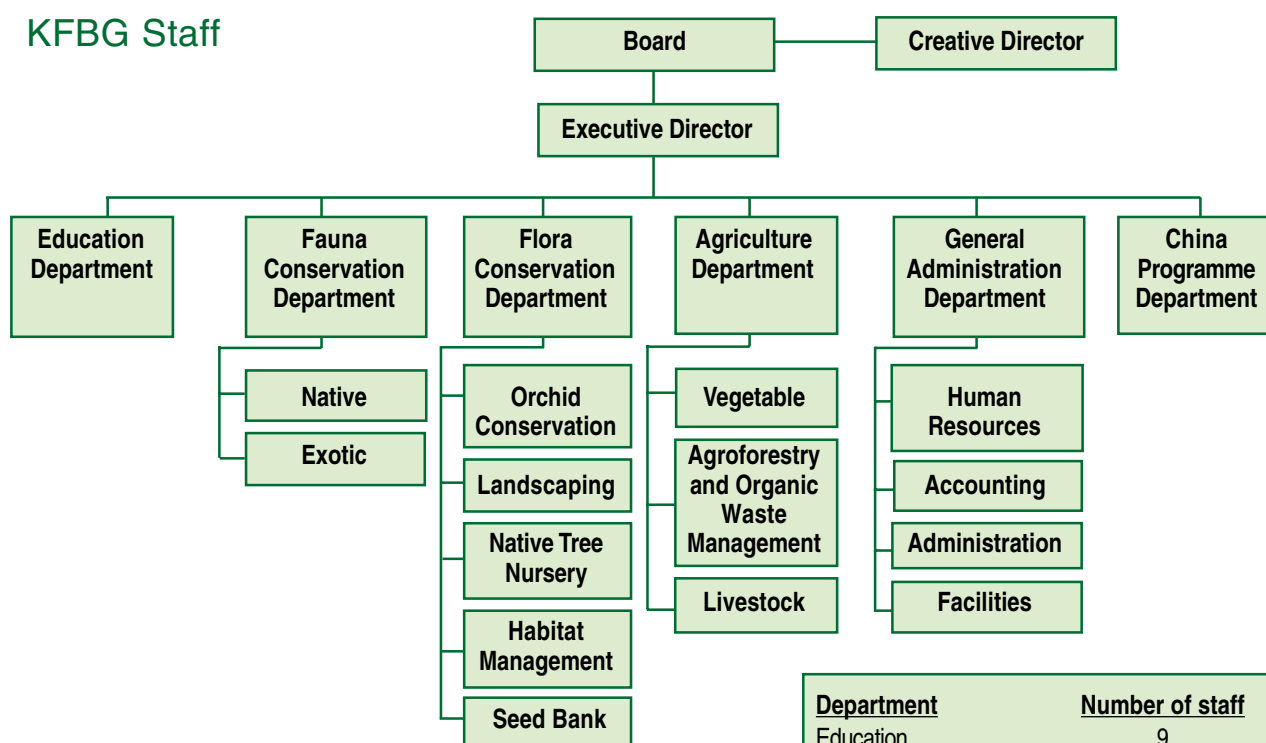 KFBG Staff
Board
Creative Director
Executive Director
Education
Department
Fauna
Conservation
Department
Flora
Conservation
Department
Agriculture
Department
General
Administration
Department
China
Programme
Department
Native
Exotic
Orchid
Conservation
Landscaping
Native Tree
Nursery
Habitat
Management
Seed Bank
Vegetable
Agroforestry
and Organic
Waste
Management
Livestock
Human
Resources
Accounting
Administration
Facilities
Department Number of staff
Education 9